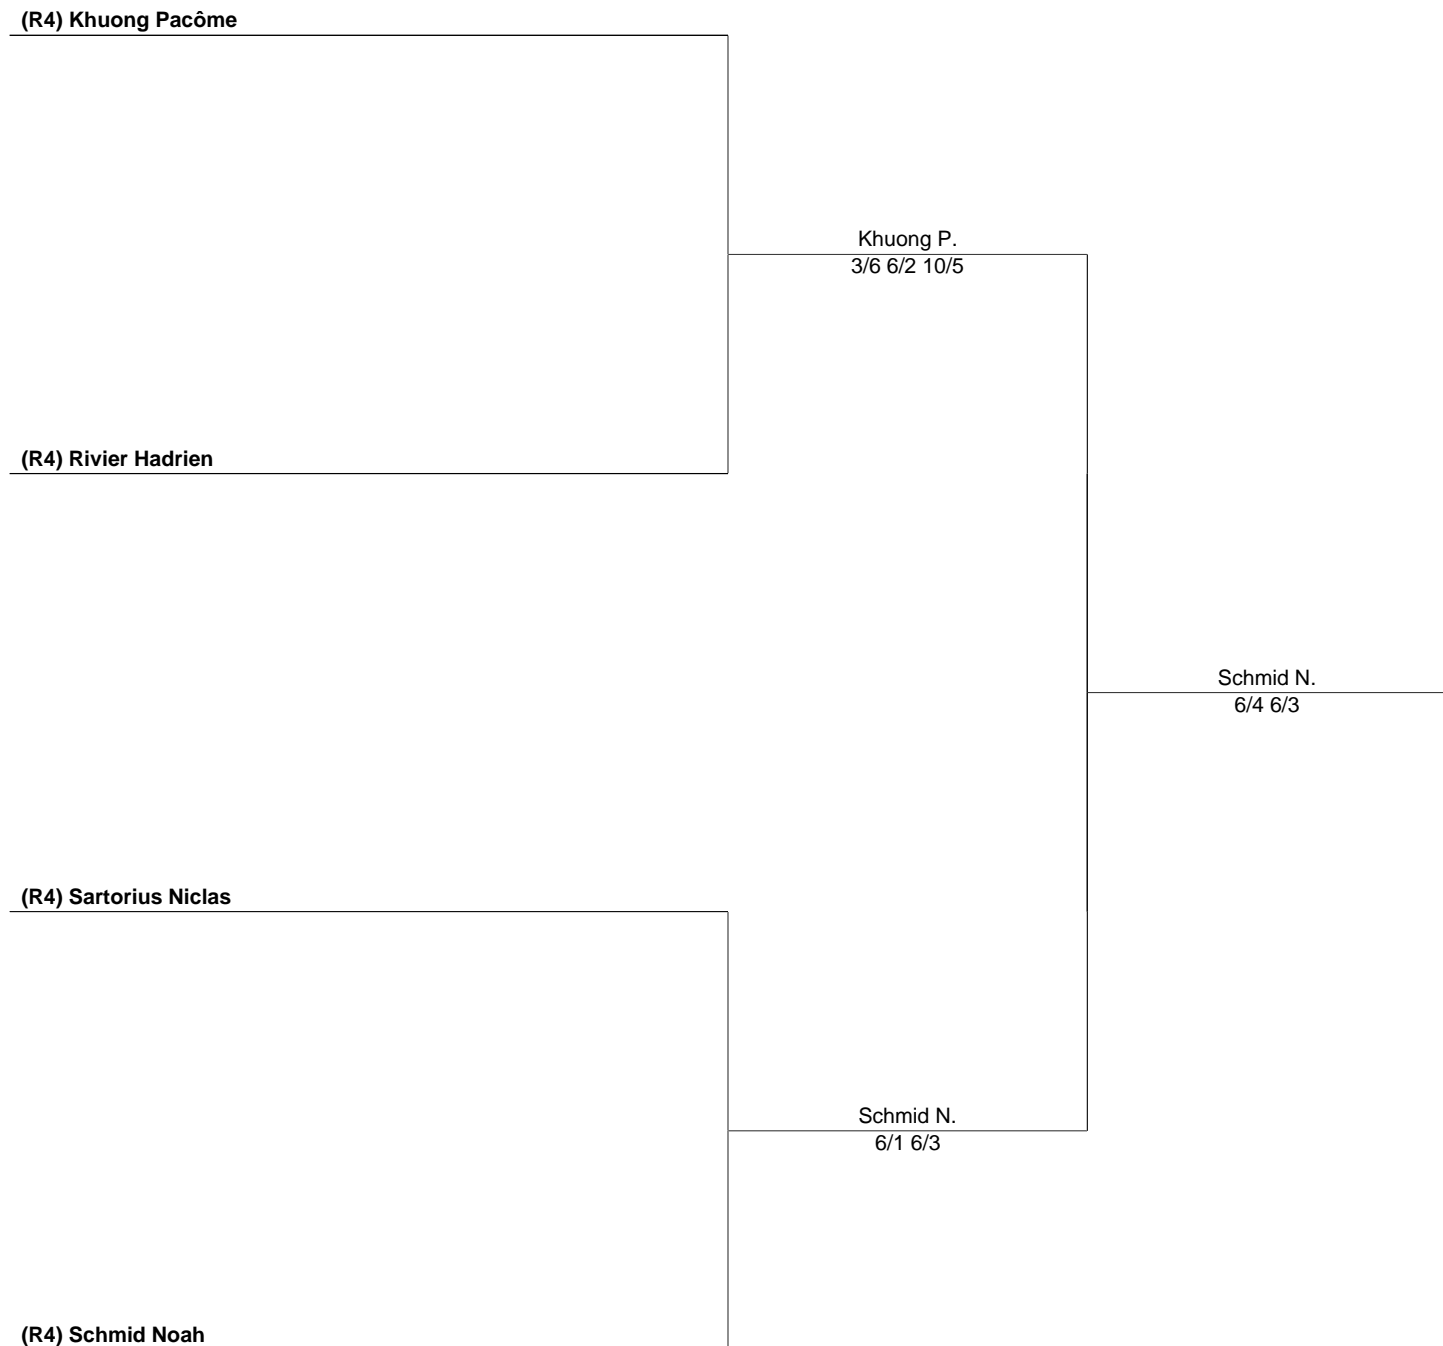 (R4) Khuong Pacôme
Khuong P.
3/6 6/2 10/5
(R4) Rivier Hadrien
Schmid N.
6/4 6/3
(R4) Sartorius Niclas
Schmid N.
6/1 6/3
(R4) Schmid Noah